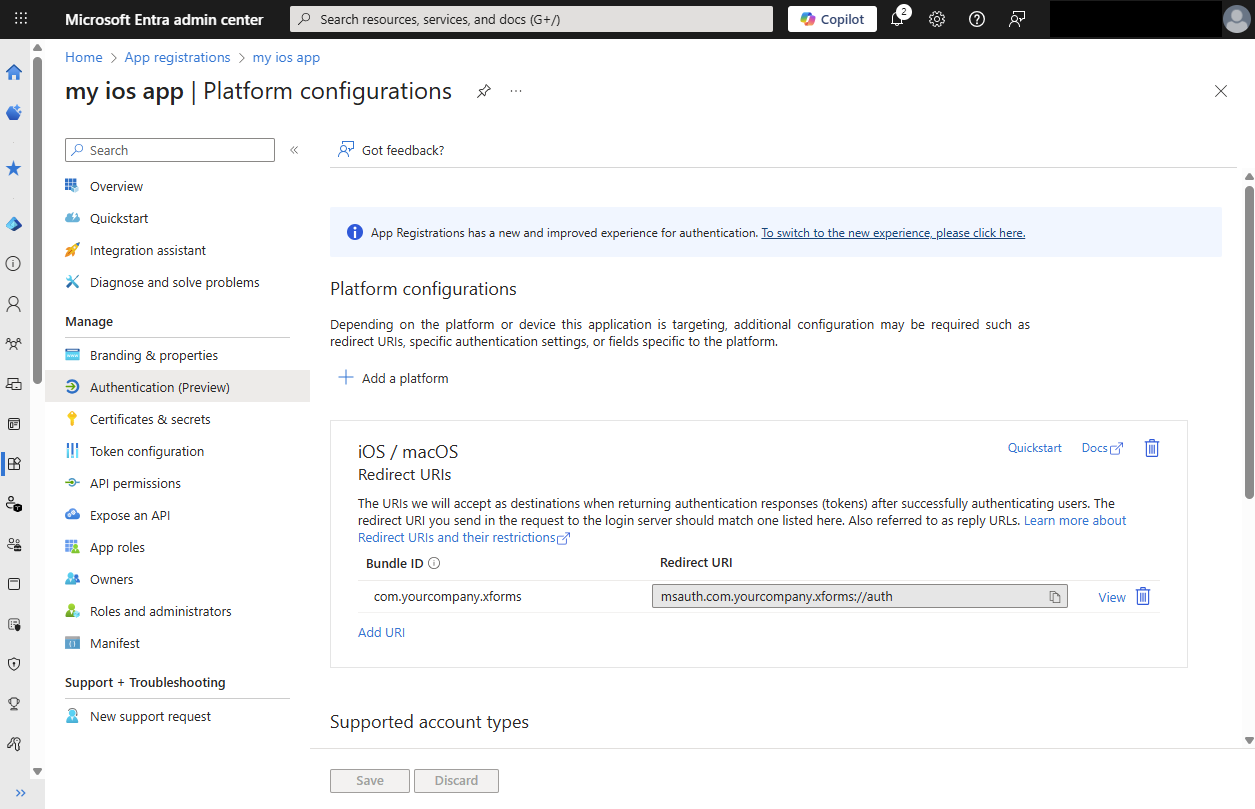 Microsoft Entra admin center
Search resources, services, and docs (G+/)
Copilot
2
Home > App registrations > my ios app
my ios app | Platform configurations
Search
Got feedback?
Overview
Quickstart
Integration assistant
Diagnose and solve problems
Manage
Branding & properties
Authentication (Preview)
Certificates & secrets
Token configuration
API permissions
Expose an API
App roles
Owners
Roles and administrators
Manifest
Support + Troubleshooting
New support request
App Registrations has a new and improved experience for authentication. To switch to the new experience, please click here.
Platform configurations
Depending on the platform or device this application is targeting, additional configuration may be required such as
redirect URIs, specific authentication settings, or fields specific to the platform.
Add a platform
iOS / macOS
Quickstart
Docs
Redirect URIs
The URIs we will accept as destinations when returning authentication responses (tokens) after successfully authenticating users. The
redirect URI you send in the request to the login server should match one listed here. Also referred to as reply URLs. Learn more about
Redirect URIs and their restrictions
Bundle ID
Redirect URI
com.yourcompany.xforms
msauth.com.yourcompany.xforms://auth
View
Add URI
Supported account types
Save
Discard